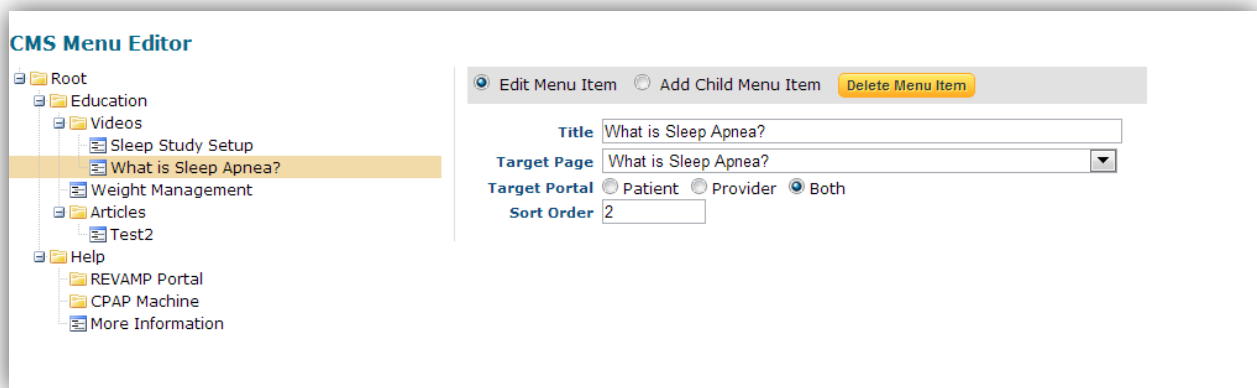 CMS Menu Editor
Root
Education
Videos
Sleep Study Setup
What is Sleep Apnea?
Weight Management
Articles
Test2
Help
REVAMP Portal
CPAP Machine
More Information
Edit Menu Item Add Child Menu Item Delete Menu Item
Title What is Sleep Apnea?
Target Page What is Sleep Apnea?
Target Portal Patient Provider Both
Sort Order 2